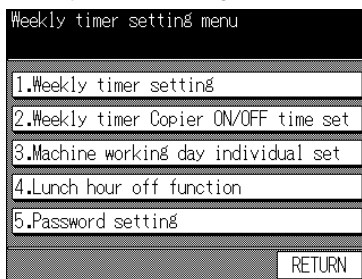 Weekly timer setting menu
1.Weekly timer setting
2.Weekly timer Copier ON/OFF time set
3.Machine working day individual set
4.Lunch hour off function
5.Password setting
RETURN